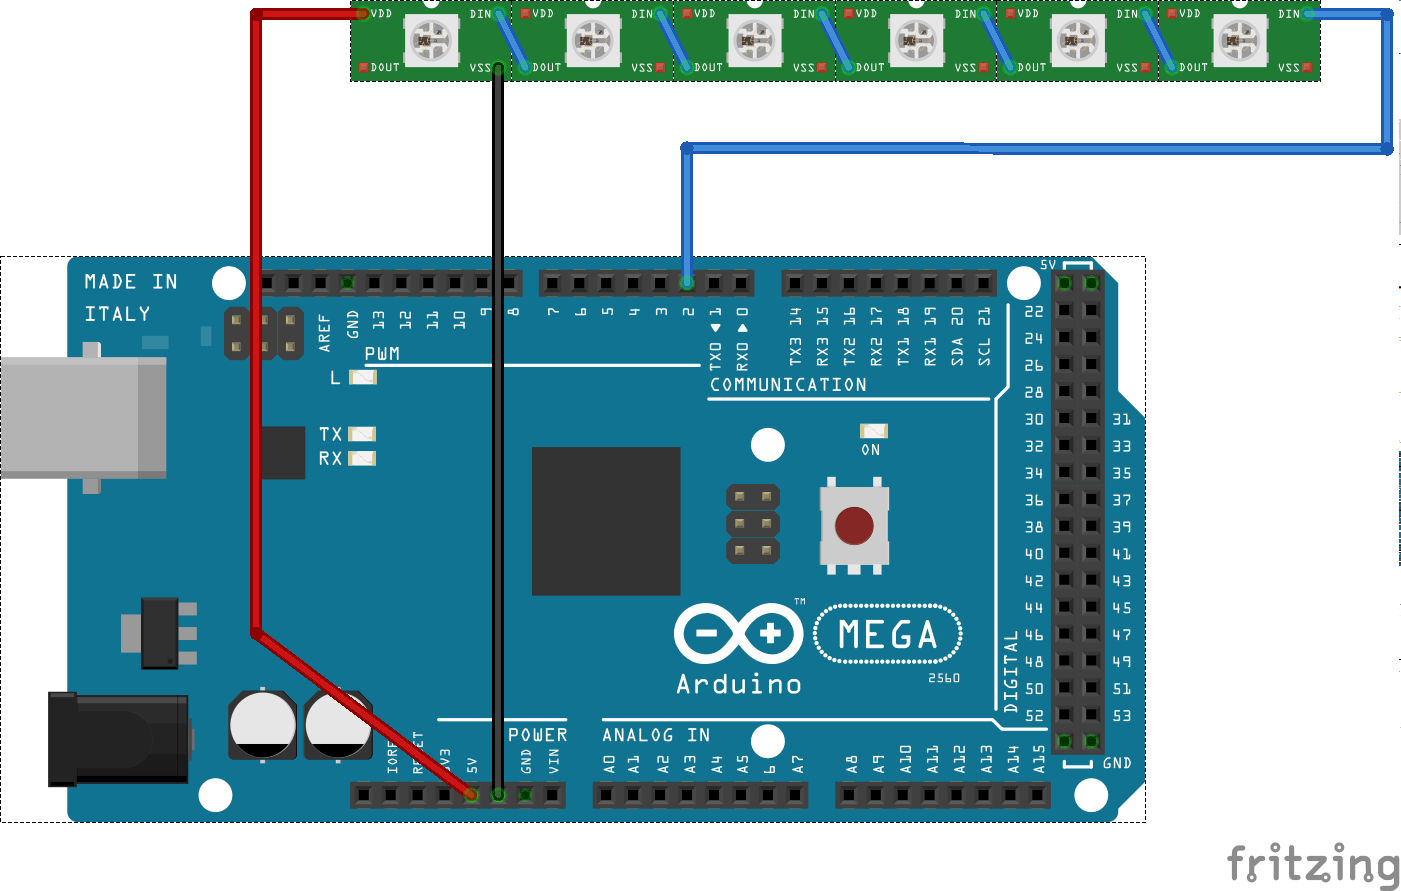 VDD DIN VDD DIN VDD DIN VDD DIN VDD DIN VDD DIN
DOUT VSS DOUT VSS DOUT VSS DOUT VSS DOUT VSS DOUT VSS
MADE IN
ITALY
AREF GND 13 12 11 10 9 8 7 6 5 4 3 2 1 0
TX0 RX0
TX3 14 RX3 15 TX2 16 RX2 17 TX1 18 RX1 19 SDA 20 SCL 21
PWM
COMMUNICATION
L
TX
RX
ON
5V
22
24
26
28
30 31
32 33
34 35
36 37
38 39
40 41
42 43
44 45
46 47
48 49
50 51
52 53
GND
DIGITAL
TM
MEGA
2560
Arduino
POWER
ANALOG IN
5V GND VIN
A0 A1 A2 A3 A4 A5 6 A7
A8 A9 A10 A11 A12 A13 A14 A15
fritzing